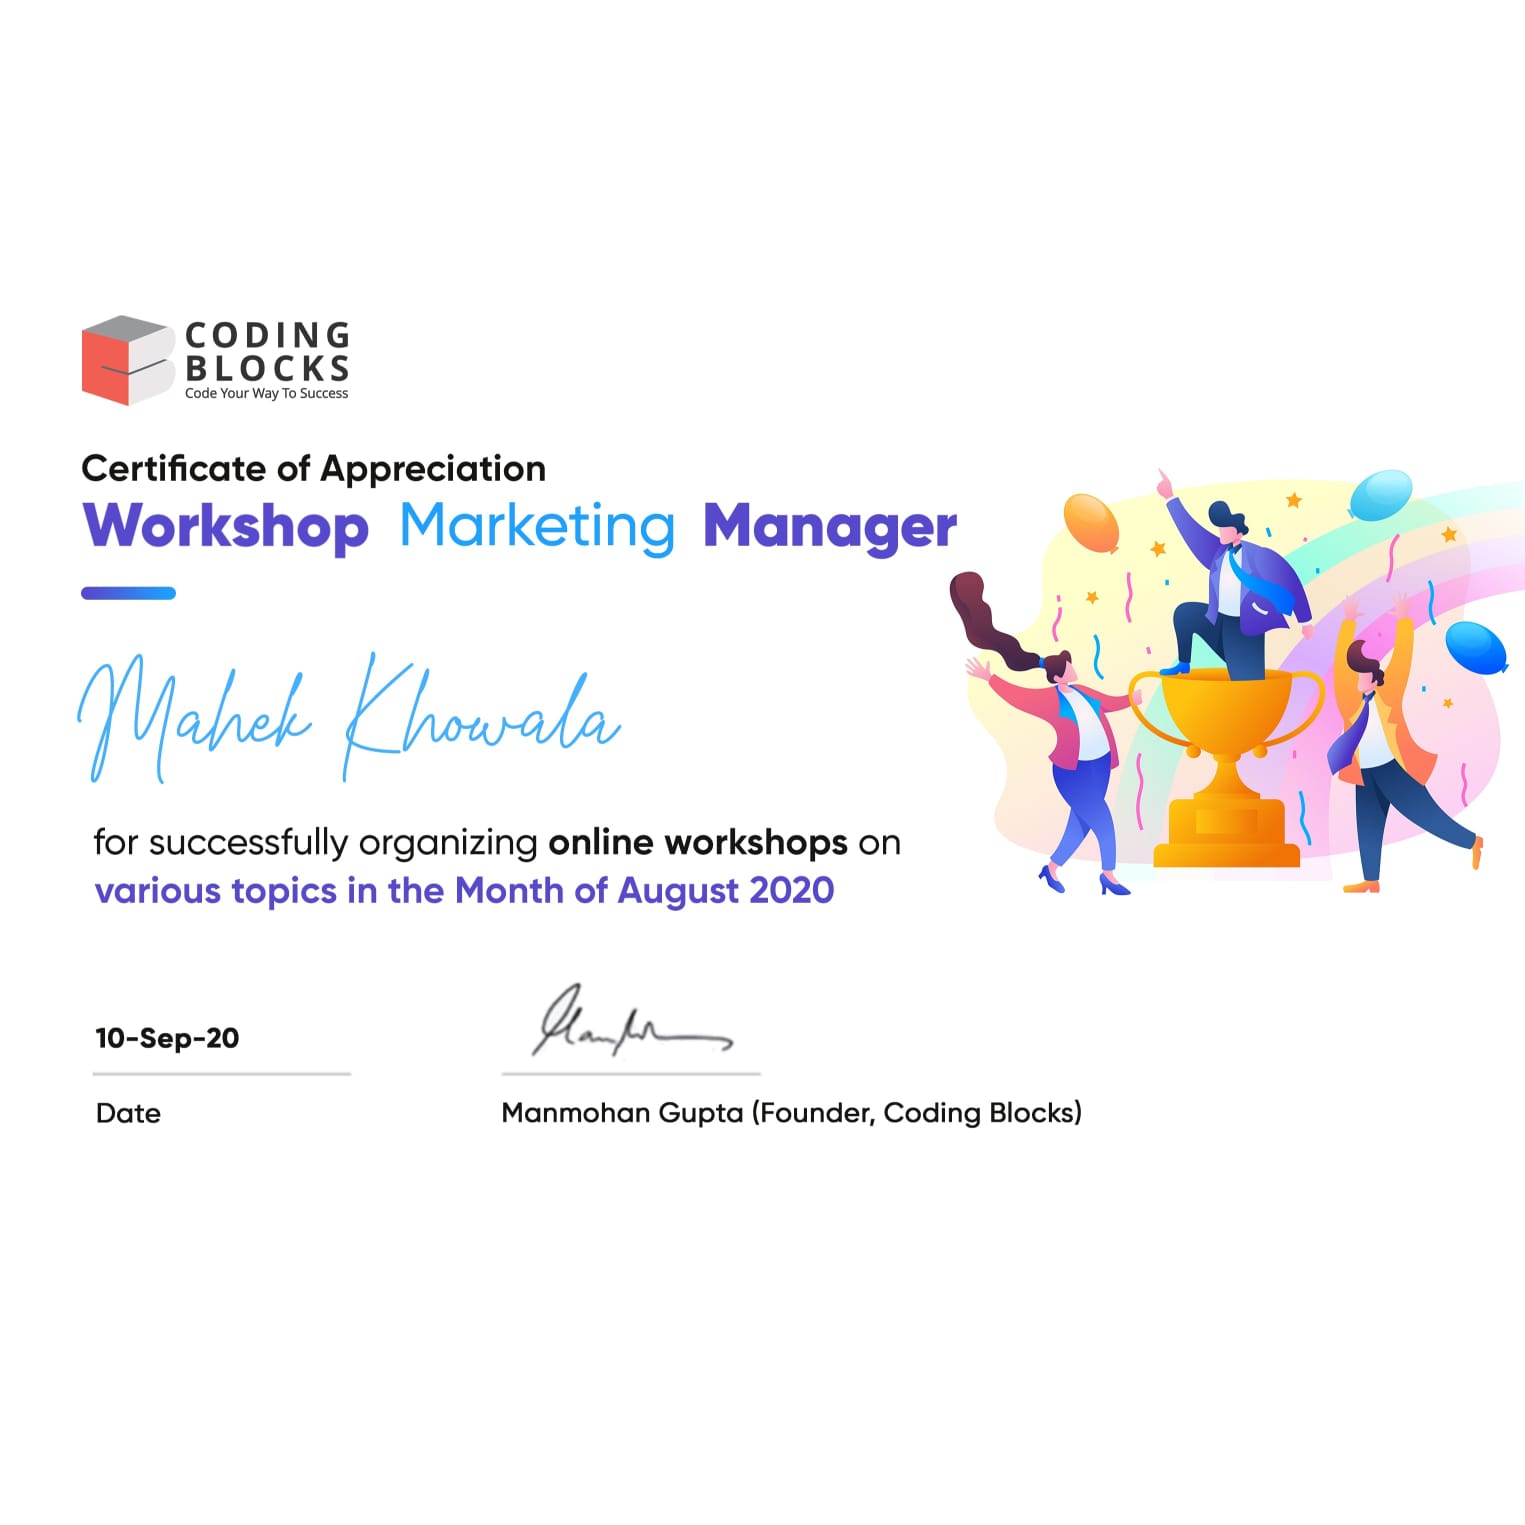 CODING
BLOCKS
Code Your Way To Success
Certificate of Appreciation
Workshop Marketing Manager
Mahek Khowala
for successfully organizing online workshops on
various topics in the Month of August 2020
10-Sep-20
Date
Manmohan Gupta (Founder, Coding Blocks)